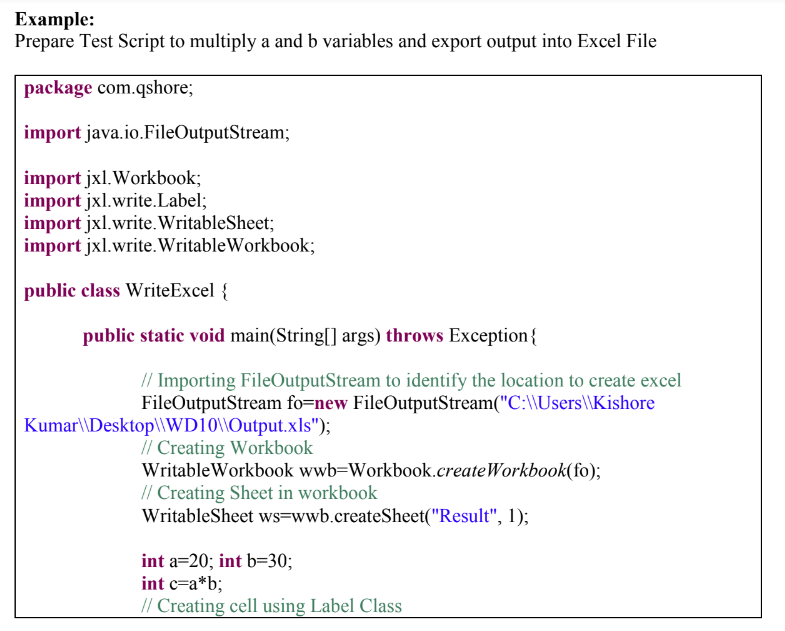 Example:
Prepare Test Script to multiply a and b variables and export output into Excel File
package com.qshore;
import java.io.FileOutputStream;
import jxl.Workbook;
import jxl.write.Label;
import jxl.write.WritableSheet;
import jxl.write.WritableWorkbook;
public class WriteExcel {
public static void main(String[] args) throws Exception{
// Importing FileOutputStream to identify the location to create excel
FileOutputStream fo=new FileOutputStream("C:\\Users\\Kishore
Kumar\\Desktop\\WD10\\Output.xls");
// Creating Workbook
WritableWorkbook wwb=Workbook.createWorkbook(fo);
// Creating Sheet in workbook
WritableSheet ws=wwb.createSheet("Result", 1);
int a=20; int b=30;
int c=a*b;
// Creating cell using Label Class